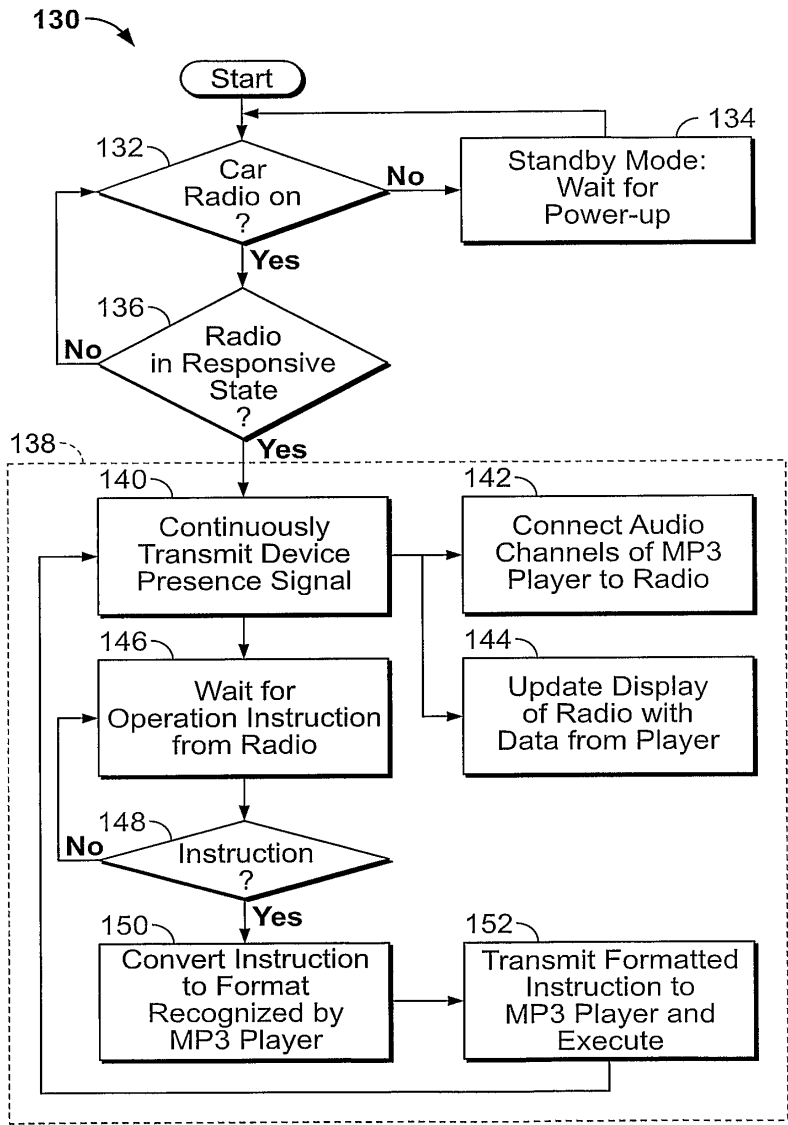 130
Start
132
Car
Radio on
?
No
134
Standby Mode:
Wait for
Power-up
Yes
136
Radio
in Responsive
State
?
No
Yes
138
140
Continuously
Transmit Device
Presence Signal
142
Connect Audio
Channels of MP3
Player to Radio
144
Update Display
of Radio with
Data from Player
146
Wait for
Operation Instruction
from Radio
148
Instruction
?
No
Yes
150
Convert Instruction
to Format
Recognized by
MP3 Player
152
Transmit Formatted
Instruction to
MP3 Player and
Execute